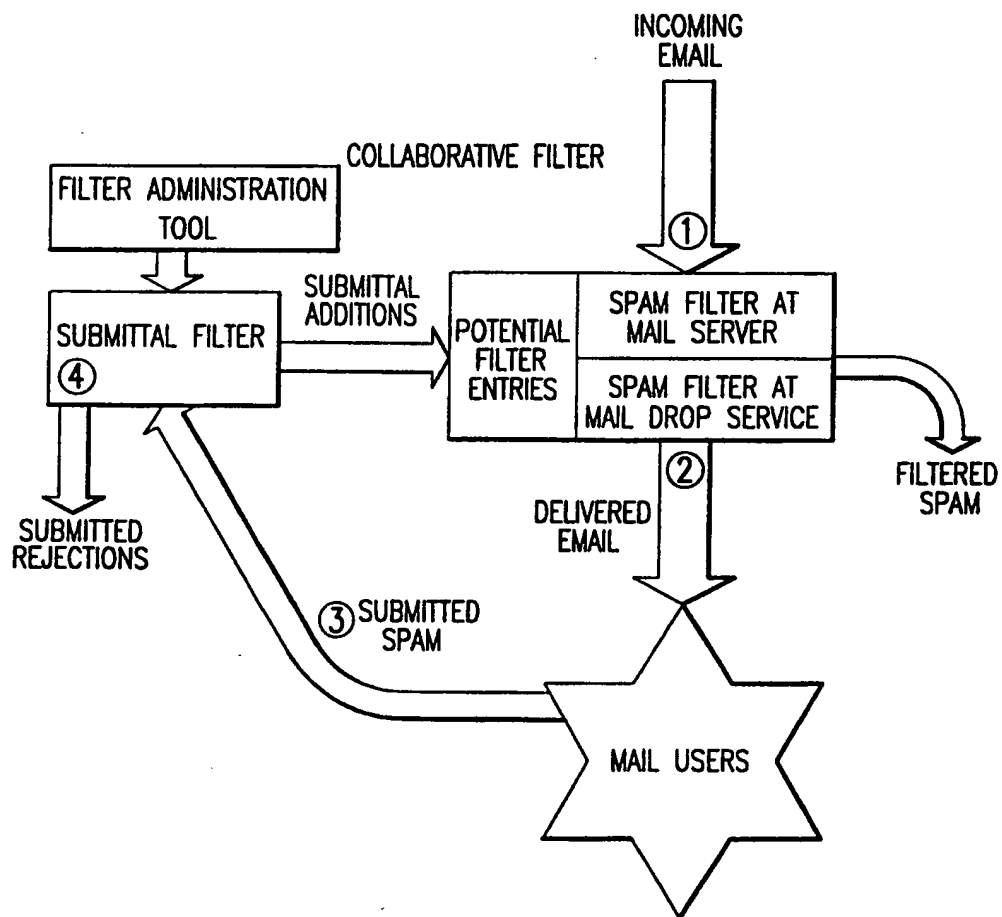 INCOMING
EMAIL
COLLABORATIVE FILTER
FILTER ADMINISTRATION
TOOL
①
SUBMITTAL
ADDITIONS
SUBMITTAL FILTER
④
POTENTIAL
FILTER
ENTRIES
SPAM FILTER AT
MAIL SERVER
SPAM FILTER AT
MAIL DROP SERVICE
②
FILTERED
SPAM
DELIVERED
EMAIL
SUBMITTED
REJECTIONS
③ SUBMITTED
SPAM
MAIL USERS